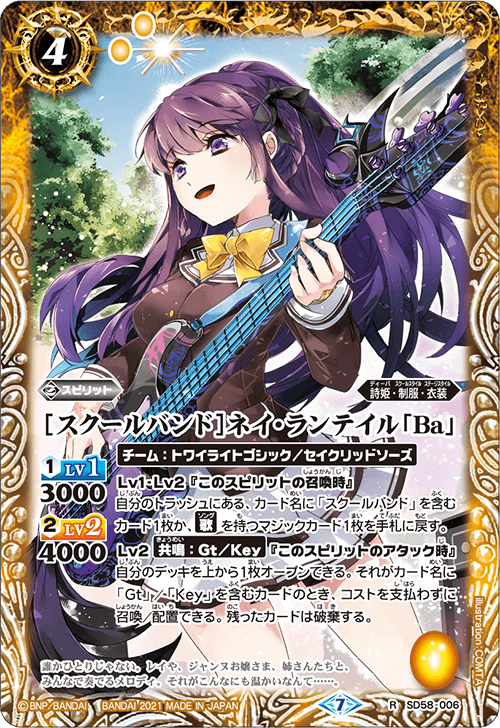 4
スピリット
ディーバ スクールスタイル ステージスタイル
詩姫・制服・衣装
[スクールバンド]ネイ・ランテイル「Ba」
チーム:トワイライトゴシック/セイクリッドソーズ
1 LV1
3000
2 LV2
4000
Lv1・Lv2『このスピリットの召喚時』
自分のトラッシュにある、カード名に「スクールバンド」を含む
カード1枚か、ソング 歌 を持つマジックカード1枚を手札に戻す。
Lv2 共鳴:Gt/Key 『このスピリットのアタック時』
自分のデッキを上から1枚オープンできる。それがカード名に
「Gt」/「Key」を含むカードのとき、コストを支払わずに
召喚/配置できる。残ったカードは破棄する。
誰かひとりじゃない。レイや、ジャンヌお嬢さま、姉さんたちと、
みんなで奏でるメロディ。それがこんなにも温かいなんて……。
illustration:COMTA
©BNP/BANDAI BANDAI 2021 MADE IN JAPAN
7
R SD58-006